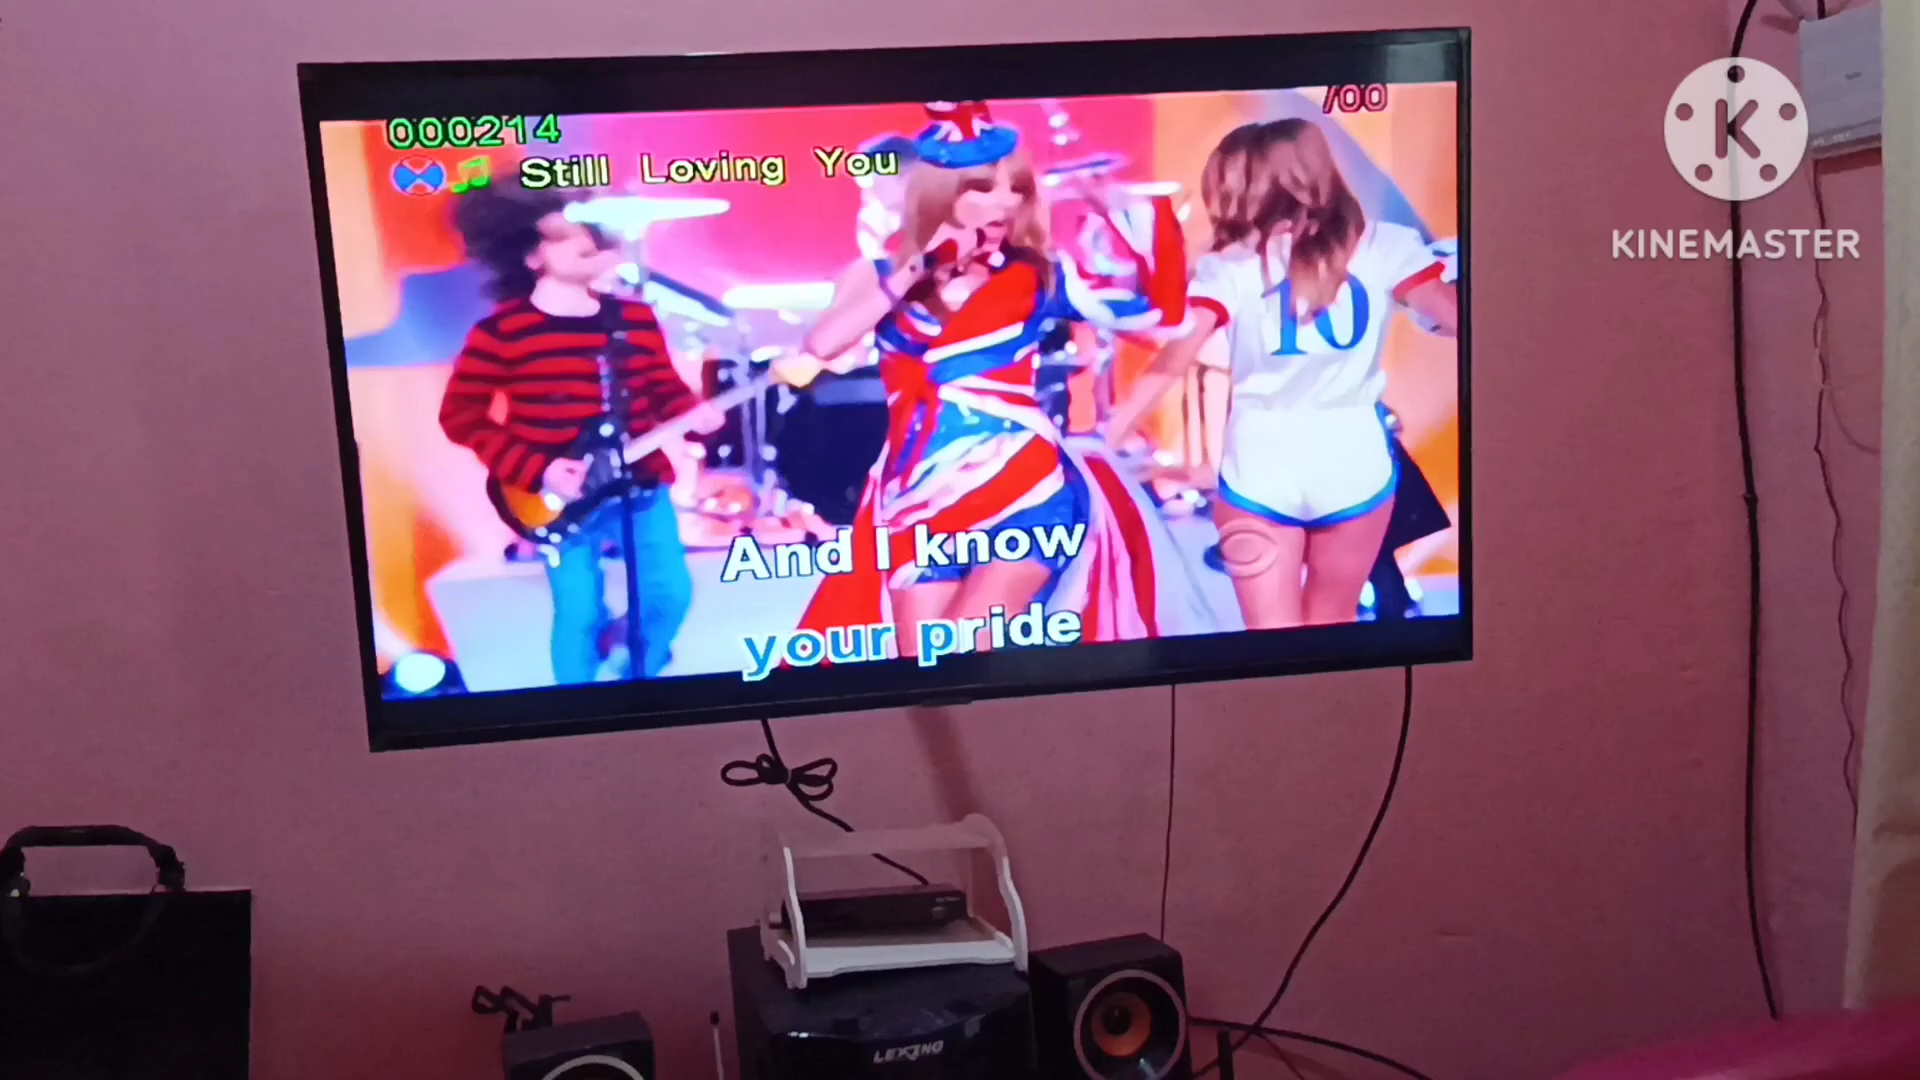 000214
/00
Still Loving You
10
And I know
your pride
K
KINEMASTER
LEXING